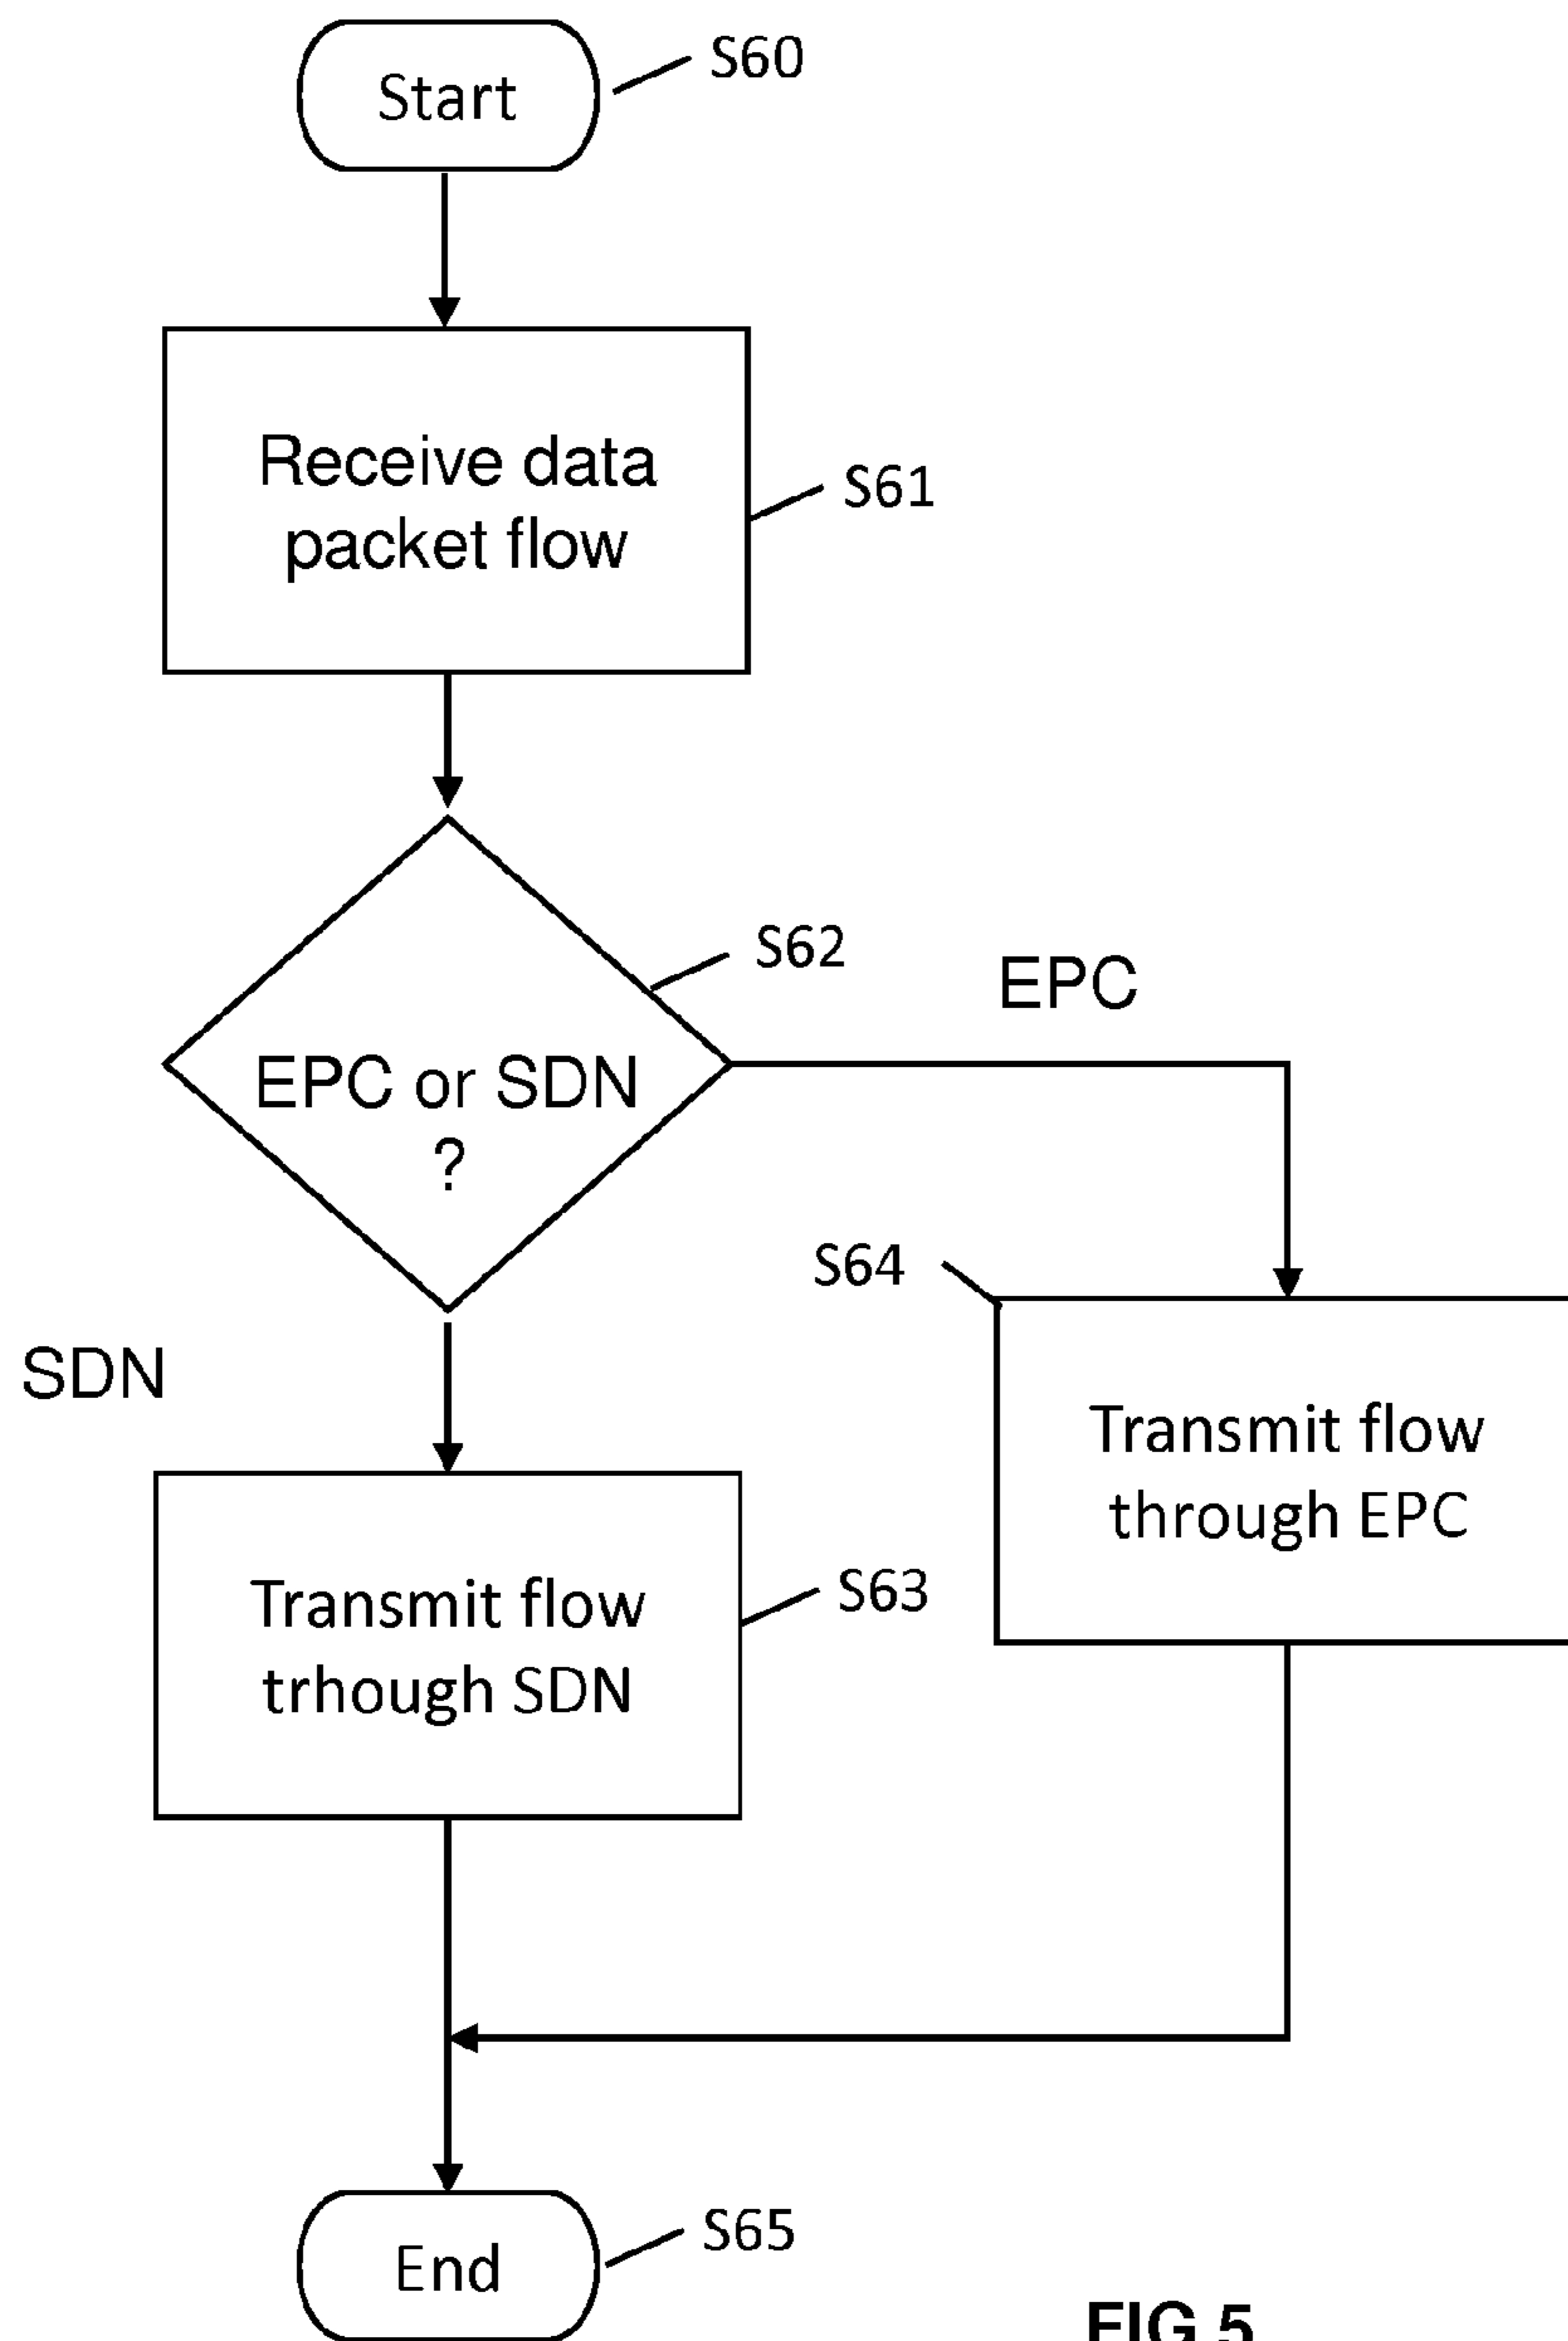 Start
S60
Receive data
packet flow
S61
S62
EPC
EPC or SDN
?
S64
SDN
Transmit flow
through EPC
Transmit flow
trhough SDN
S63
End
S65
FIG 5